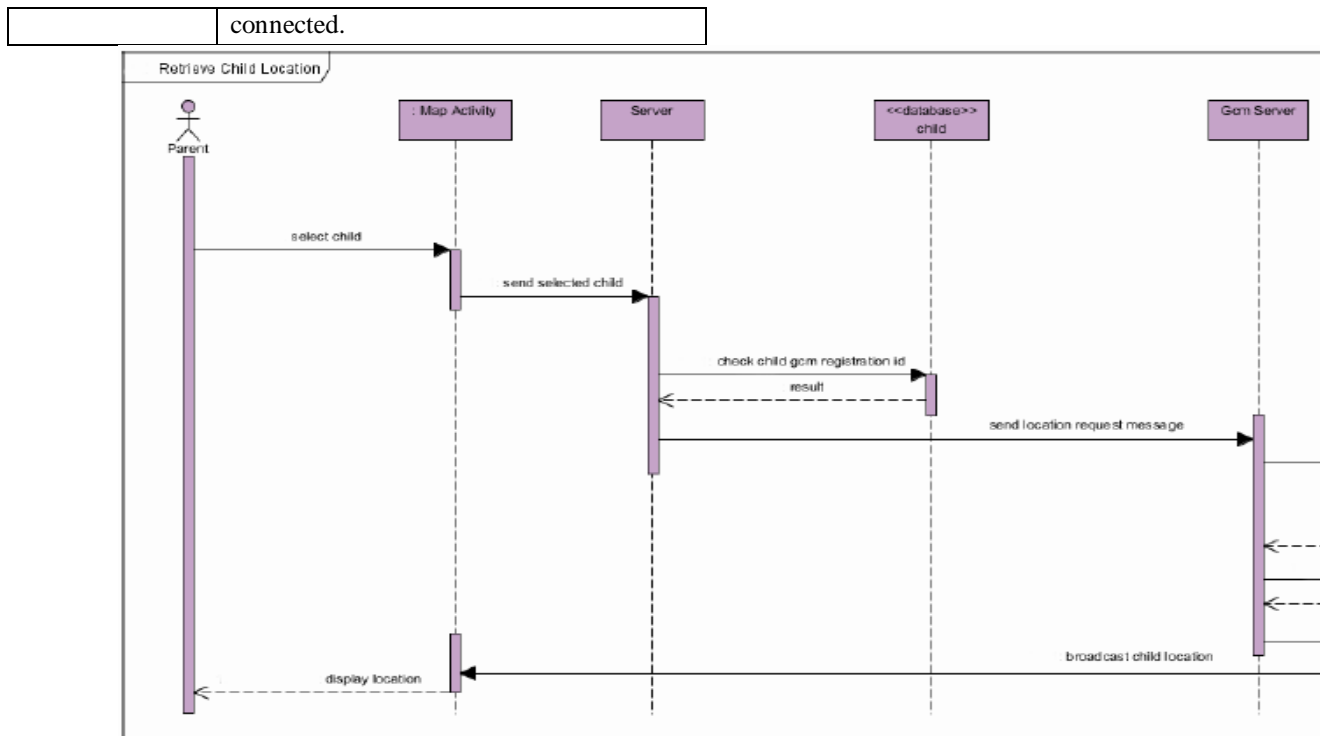 connected.
Retrieve Child Location
Parent
: Map Activity
Server
<<database>>
child
Gcm Server
select child
send selected child
check child gcm registration id
result
send location request message
broadcast child location
display location